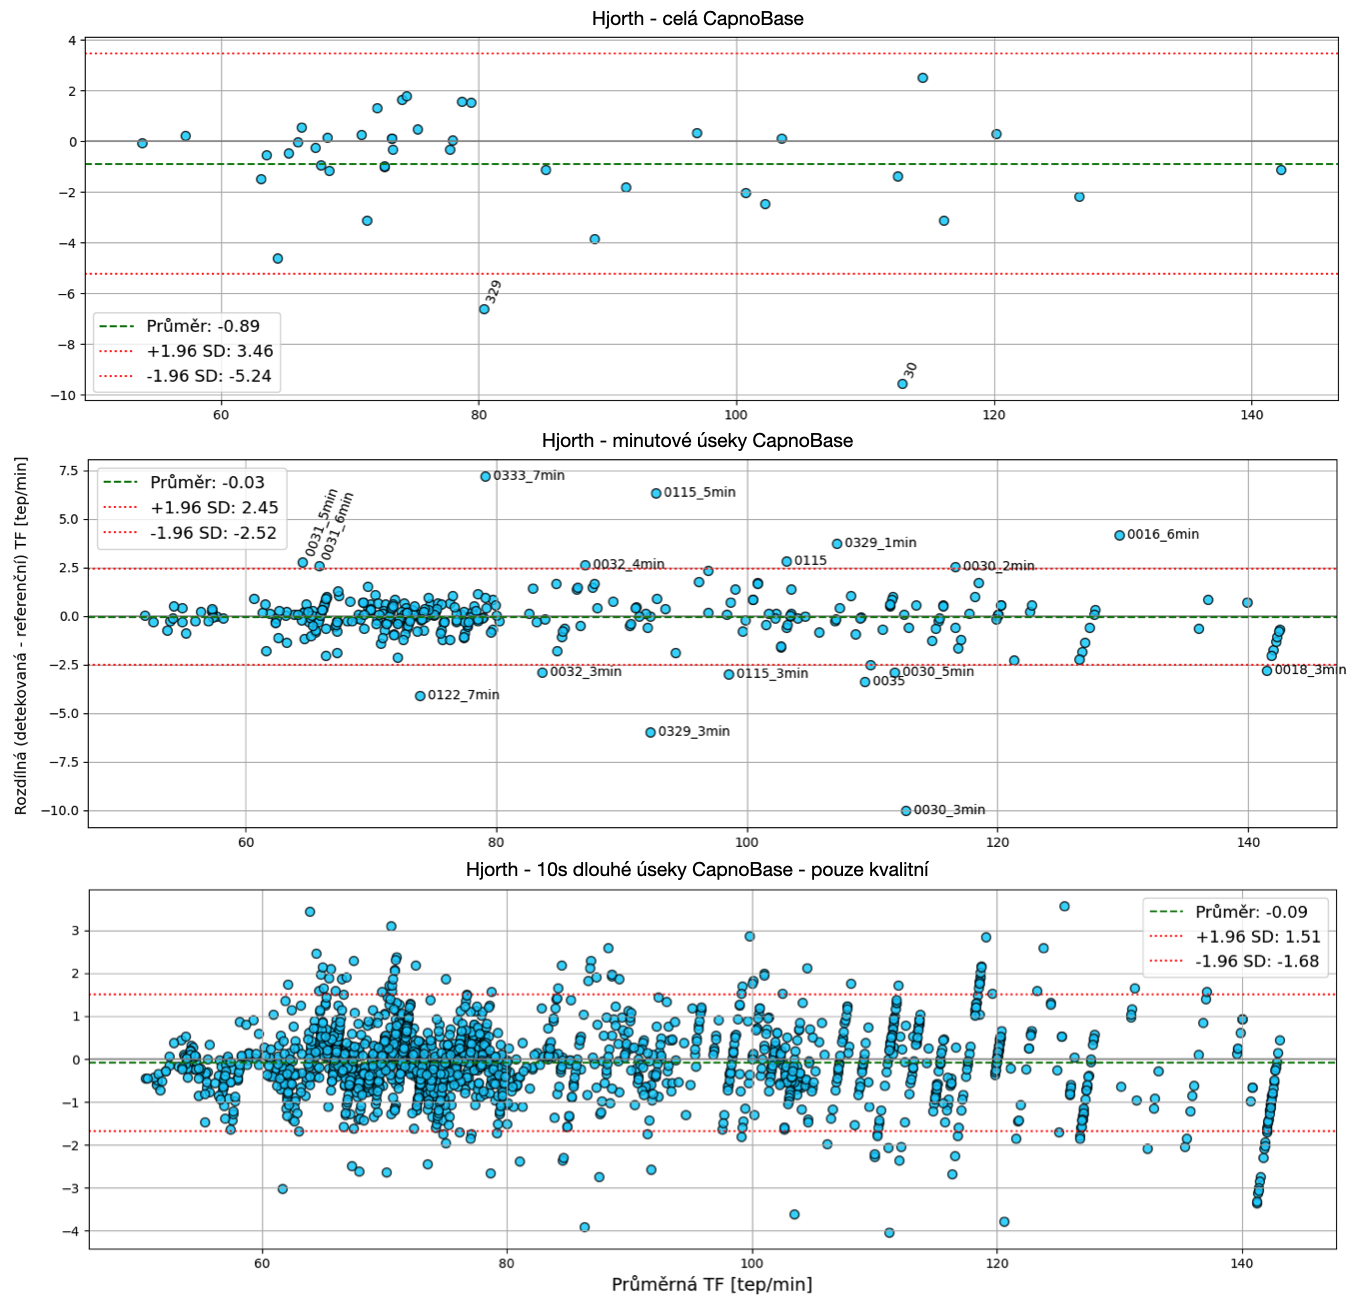 Hjorth - celá CapnoBase
4
2
0
−2
−4
−6
−8
−10
329
30
Průměr: -0.89
+1.96 SD: 3.46
-1.96 SD: -5.24
60
80
100
120
140
Hjorth - minutové úseky CapnoBase
Rozdílná (detekovaná - referenční) TF [tep/min]
7.5
5.0
2.5
0.0
−2.5
−5.0
−7.5
−10.0
Průměr: -0.03
+1.96 SD: 2.45
-1.96 SD: -2.52
0031_5min
0031_6min
0333_7min
0115_5min
0032_4min
0329_1min
0115
0030_2min
0016_6min
0032_3min
0115_3min
0035
0030_5min
0018_3min
0122_7min
0329_3min
0030_3min
60
80
100
120
140
Hjorth - 10s dlouhé úseky CapnoBase - pouze kvalitní
3
2
1
0
−1
−2
−3
−4
Průměr: -0.09
+1.96 SD: 1.51
-1.96 SD: -1.68
60
80
100
120
140
Průměrná TF [tep/min]